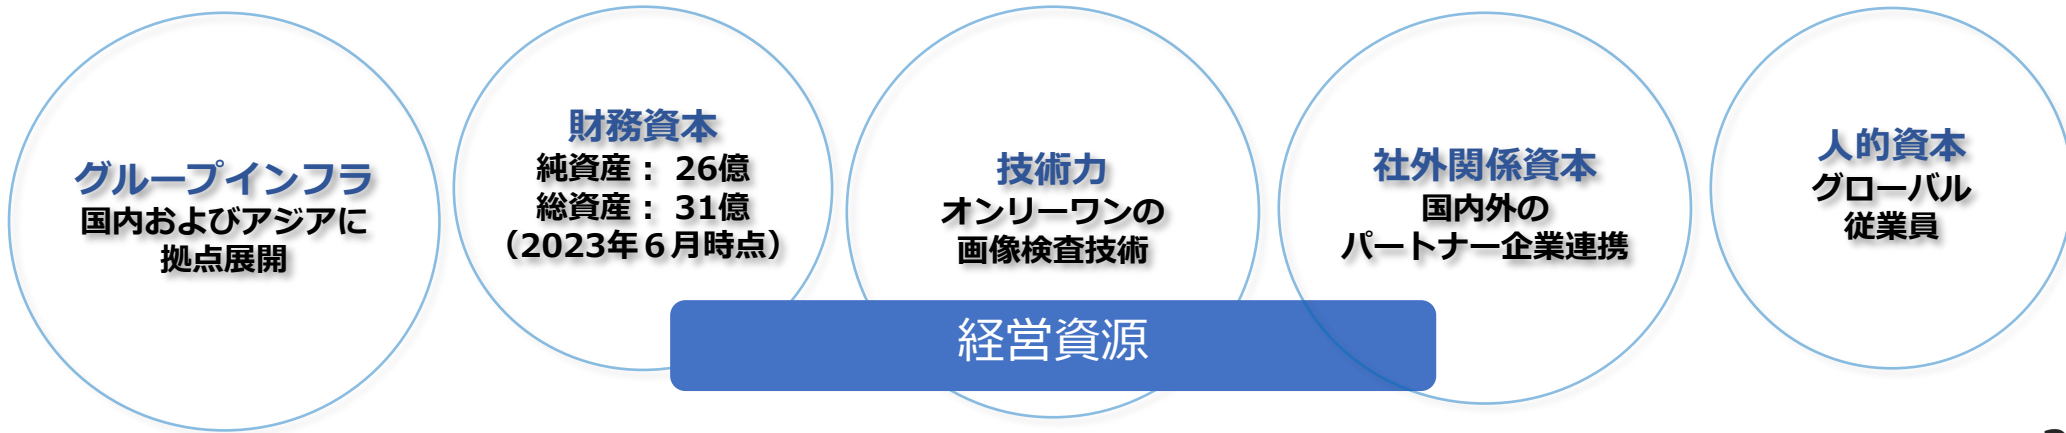 グループインフラ
国内およびアジアに
拠点展開
財務資本
純資産： 26億
総資産： 31億
（2023年６月時点）
技術力
オンリーワンの
画像検査技術
社外関係資本
国内外の
パートナー企業連携
人的資本
グローバル
従業員
経営資源